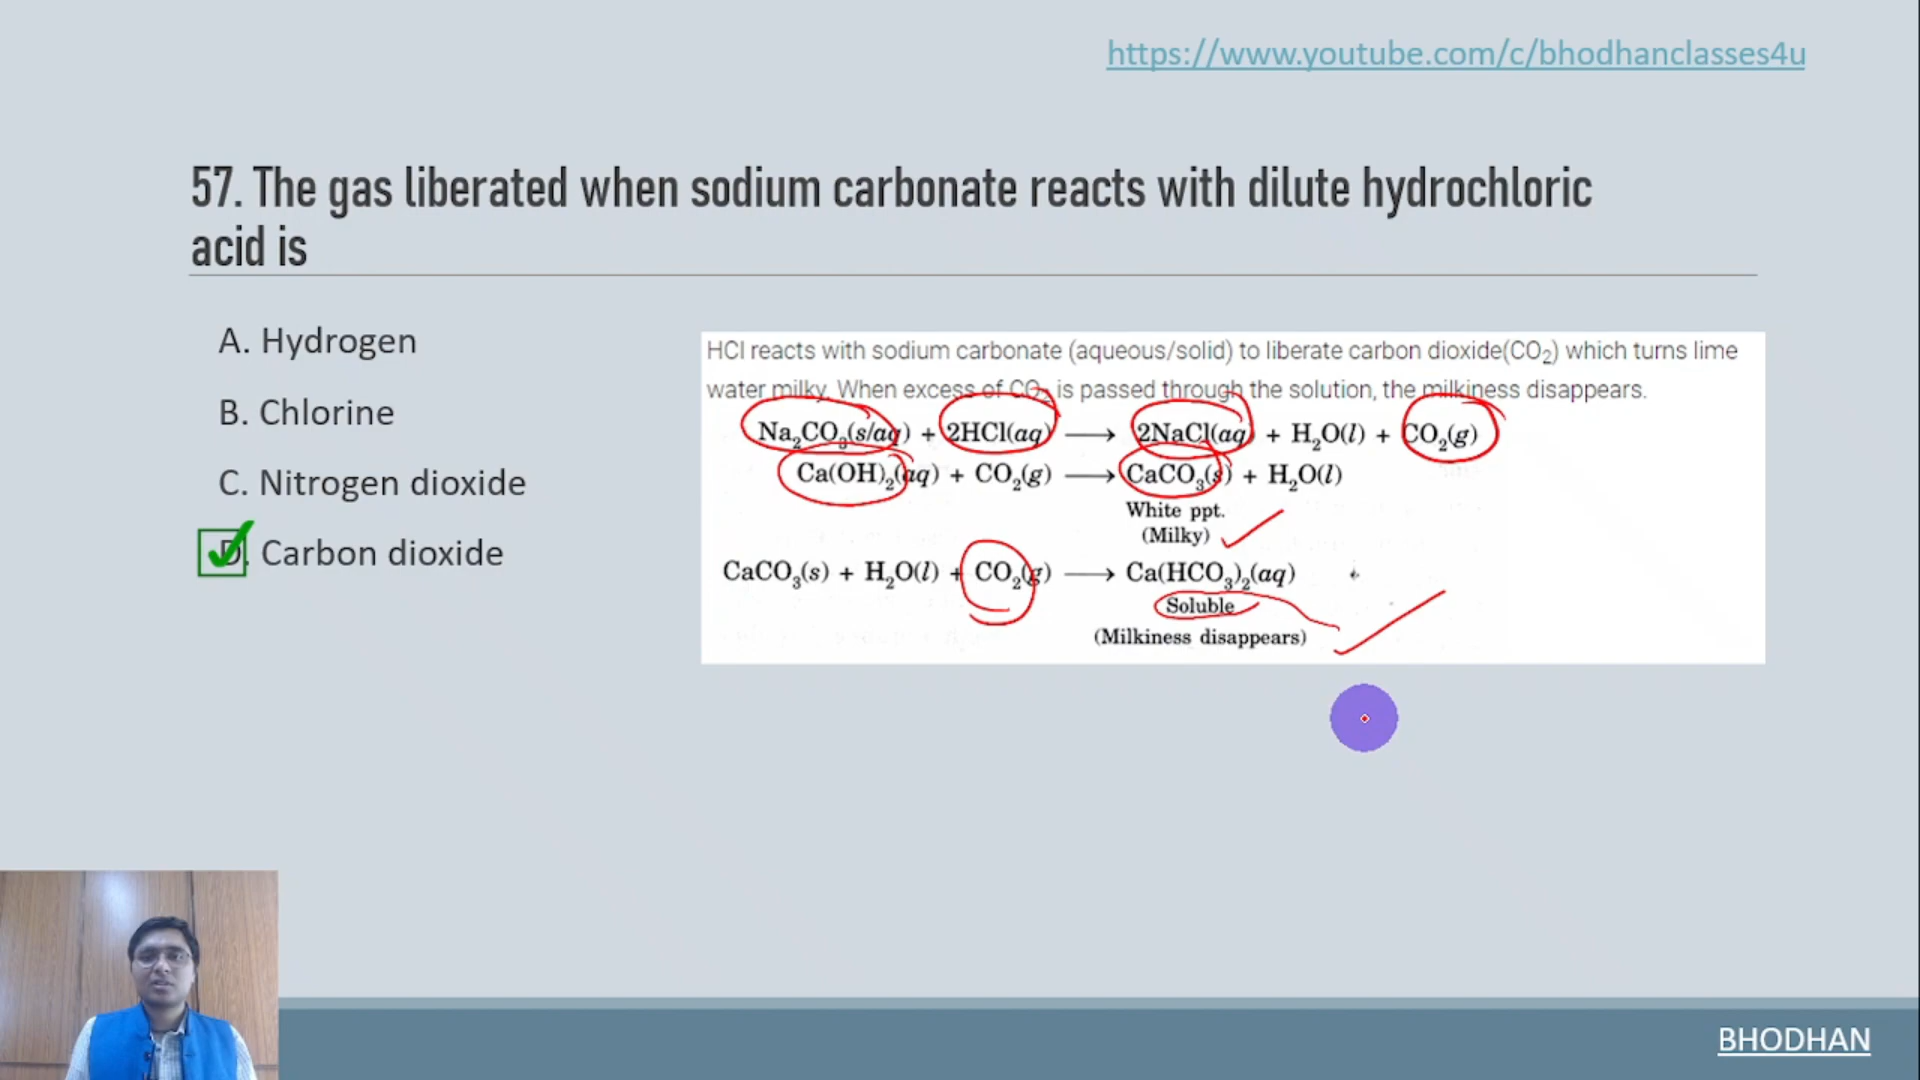 https://www.youtube.com/c/bhodhanclasses4u
57. The gas liberated when sodium carbonate reacts with dilute hydrochloric
acid is
A. Hydrogen
B. Chlorine
C. Nitrogen dioxide
D. Carbon dioxide
HCl reacts with sodium carbonate (aqueous/solid) to liberate carbon dioxide(CO₂) which turns lime
water milky. When excess of CO₂ is passed through the solution, the milkiness disappears.
Na₂CO₃(s/aq) + 2HCl(aq) ⟶ 2NaCl(aq) + H₂O(l) + CO₂(g)
Ca(OH)₂(aq) + CO₂(g) ⟶ CaCO₃(s) + H₂O(l)
White ppt.
(Milky)
CaCO₃(s) + H₂O(l) + CO₂(g) ⟶ Ca(HCO₃)₂(aq)
Soluble
(Milkiness disappears)
BHODHAN